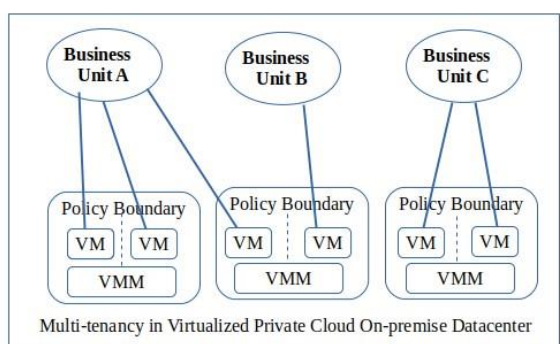 Business
Unit A
Business
Unit B
Business
Unit C
Policy Boundary
VM
VM
VMM
Policy Boundary
VM
VM
VMM
Policy Boundary
VM
VM
VMM
Multi-tenancy in Virtualized Private Cloud On-premise Datacenter